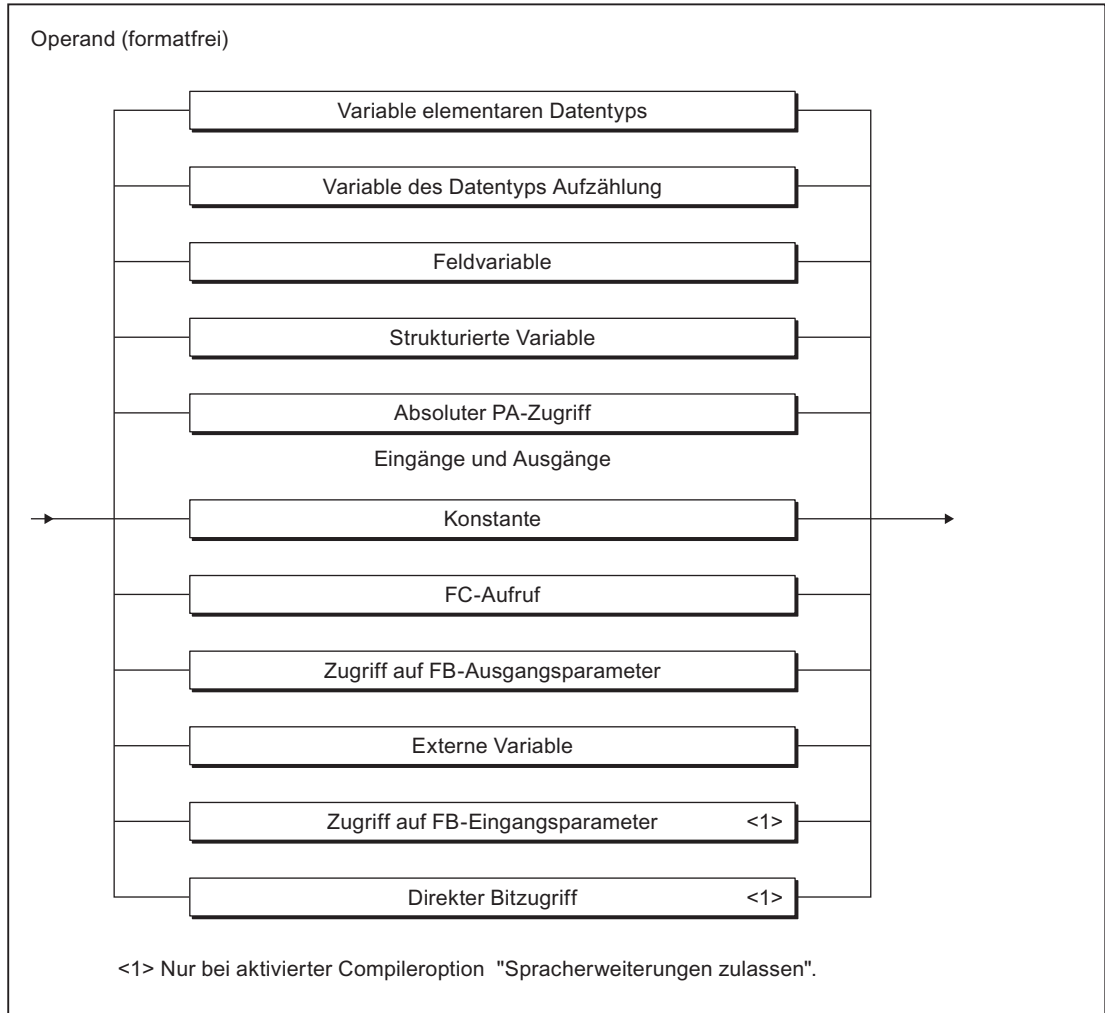 Operand (formatfrei)
Variable elementaren Datentyps
Variable des Datentyps Aufzählung
Feldvariable
Strukturierte Variable
Absoluter PA-Zugriff
Eingänge und Ausgänge
Konstante
FC-Aufruf
Zugriff auf FB-Ausgangsparameter
Externe Variable
Zugriff auf FB-Eingangsparameter <1>
Direkter Bitzugriff <1>
<1> Nur bei aktivierter Compileroption "Spracherweiterungen zulassen".